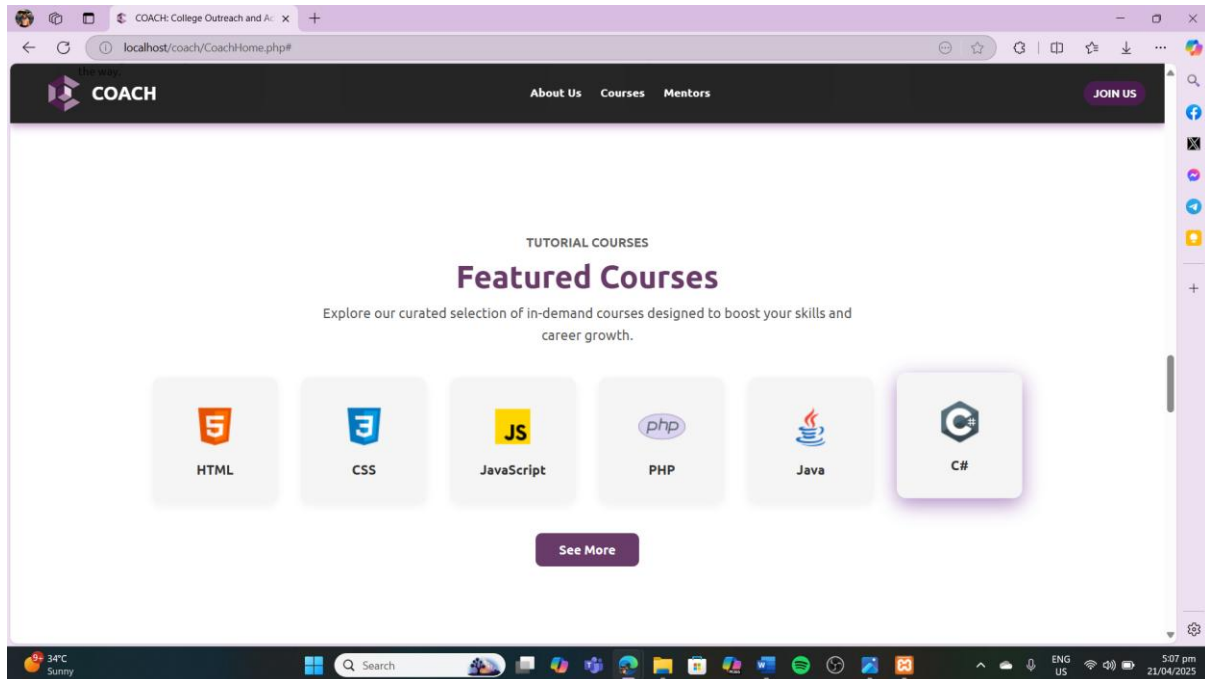 COACH: College Outreach and Ac
localhost/coach/CoachHome.php#
the way.
COACH
About Us Courses Mentors
JOIN US
TUTORIAL COURSES
Featured Courses
Explore our curated selection of in-demand courses designed to boost your skills and
career growth.
5
3
JS
php
C#
HTML
CSS
JavaScript
PHP
Java
C#
See More
9+
34°C
Sunny
Search
ENG
US
5:07 pm
21/04/2025